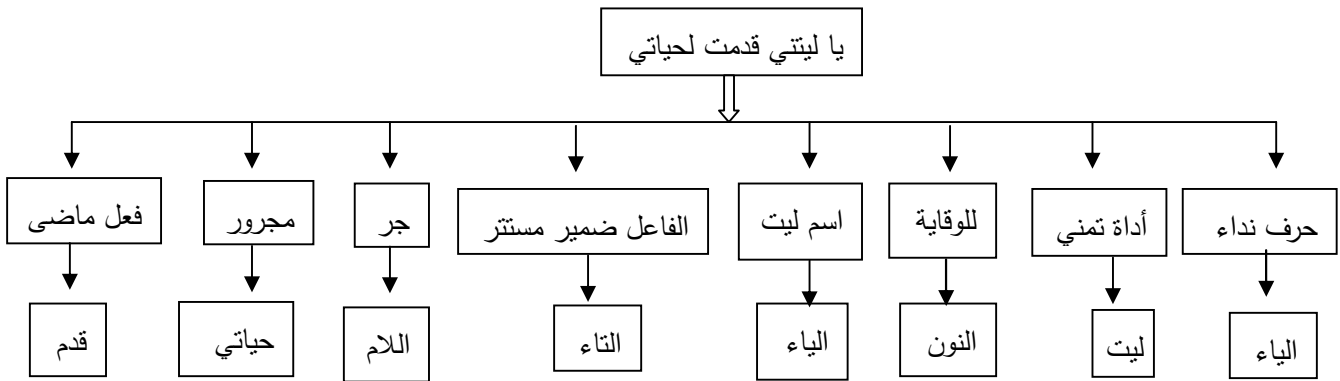 يا ليتني قدمت لحياتي
حرف نداء
أداة تمني
للوقاية
اسم ليت
الفاعل ضمير مستتر
جر
مجرور
فعل ماضى
الياء
ليت
النون
الياء
التاء
اللام
حياتي
قدم